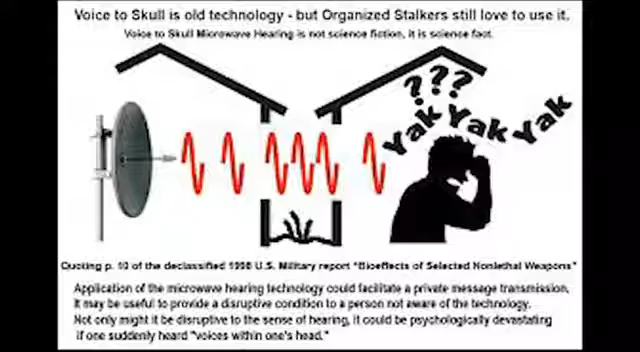 Voice to Skull is old technology - but Organized Stalkers still love to use it.
Voice to Skull Microwave Hearing is not science fiction, it is science fact.
???
Yak Yak Yak
Quoting p. 10 of the declassified 1998 U.S. Military report "Bioeffects of Selected Nonlethal Weapons"
Application of the microwave hearing technology could facilitate a private message transmission.
It may be useful to provide a disruptive condition to a person not aware of the technology.
Not only might it be disruptive to the sense of hearing, it could be psychologically devastating
if one suddenly heard "voices within one's head."